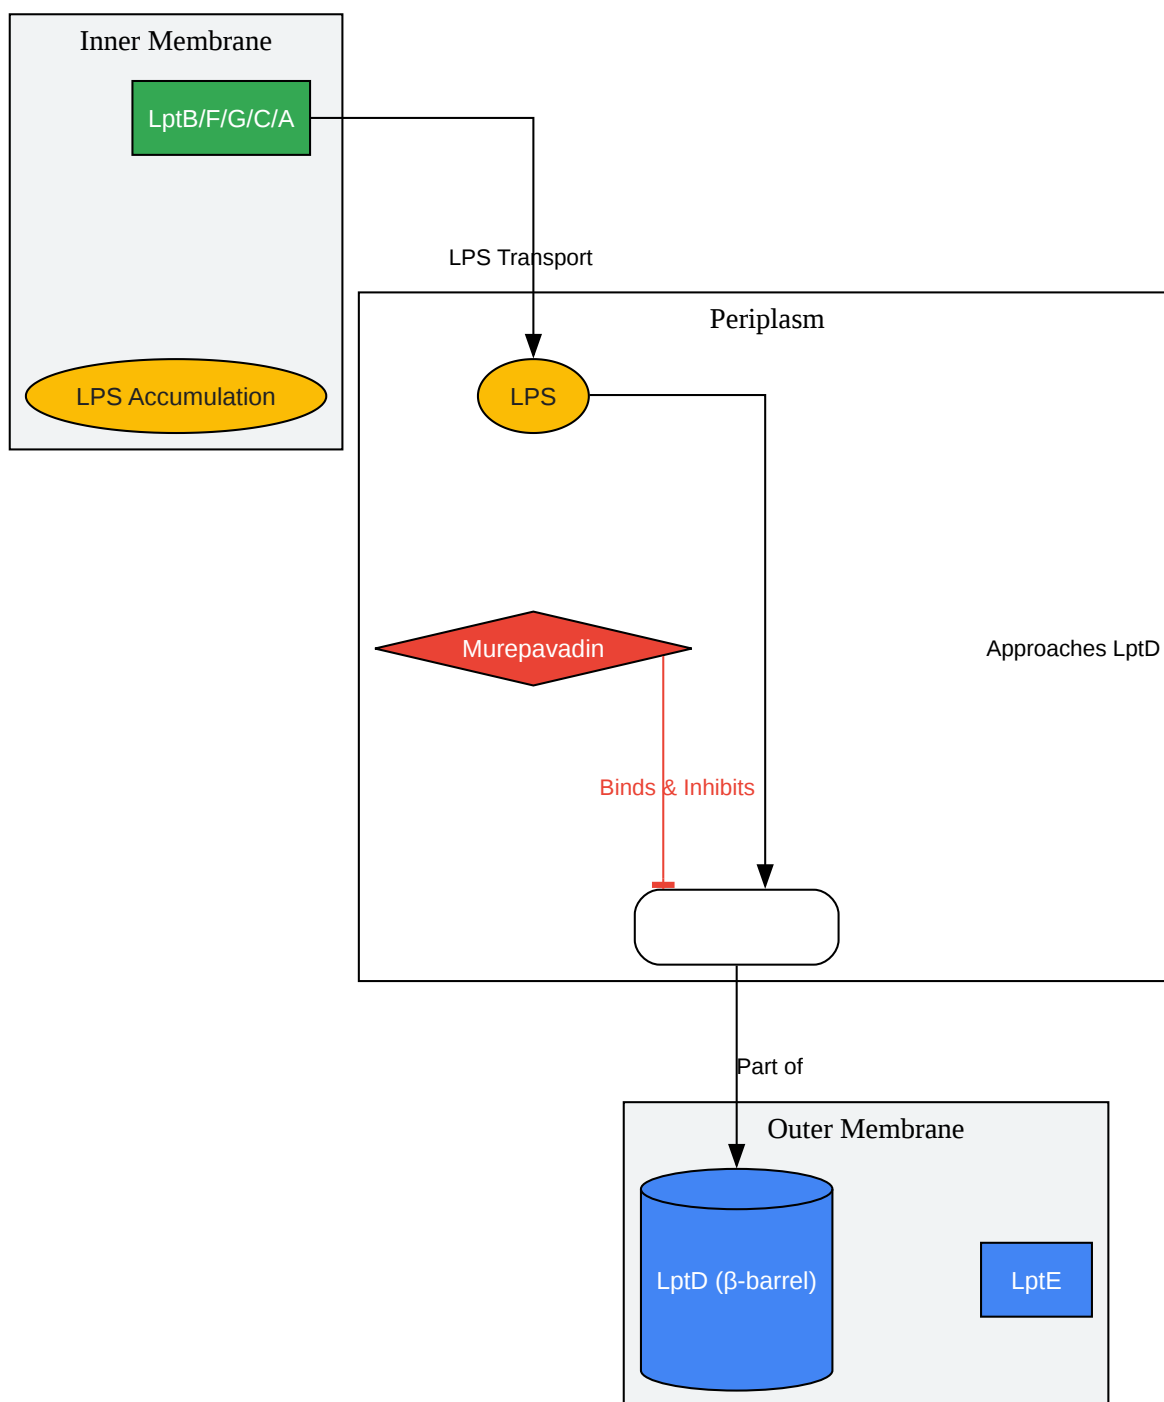 Inner Membrane
LptB/F/G/C/A
LPS Transport
Periplasm
LPS Accumulation
LPS
Murepavadin
Approaches LptD
Binds & Inhibits
Part of
Outer Membrane
LptD (β-barrel)
LptE